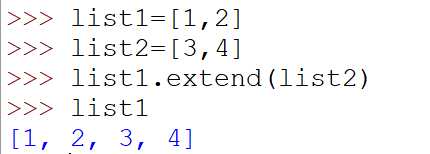 >>> list1=[1,2]
>>> list2=[3,4]
>>> list1.extend(list2)
>>> list1
[1, 2, 3, 4]